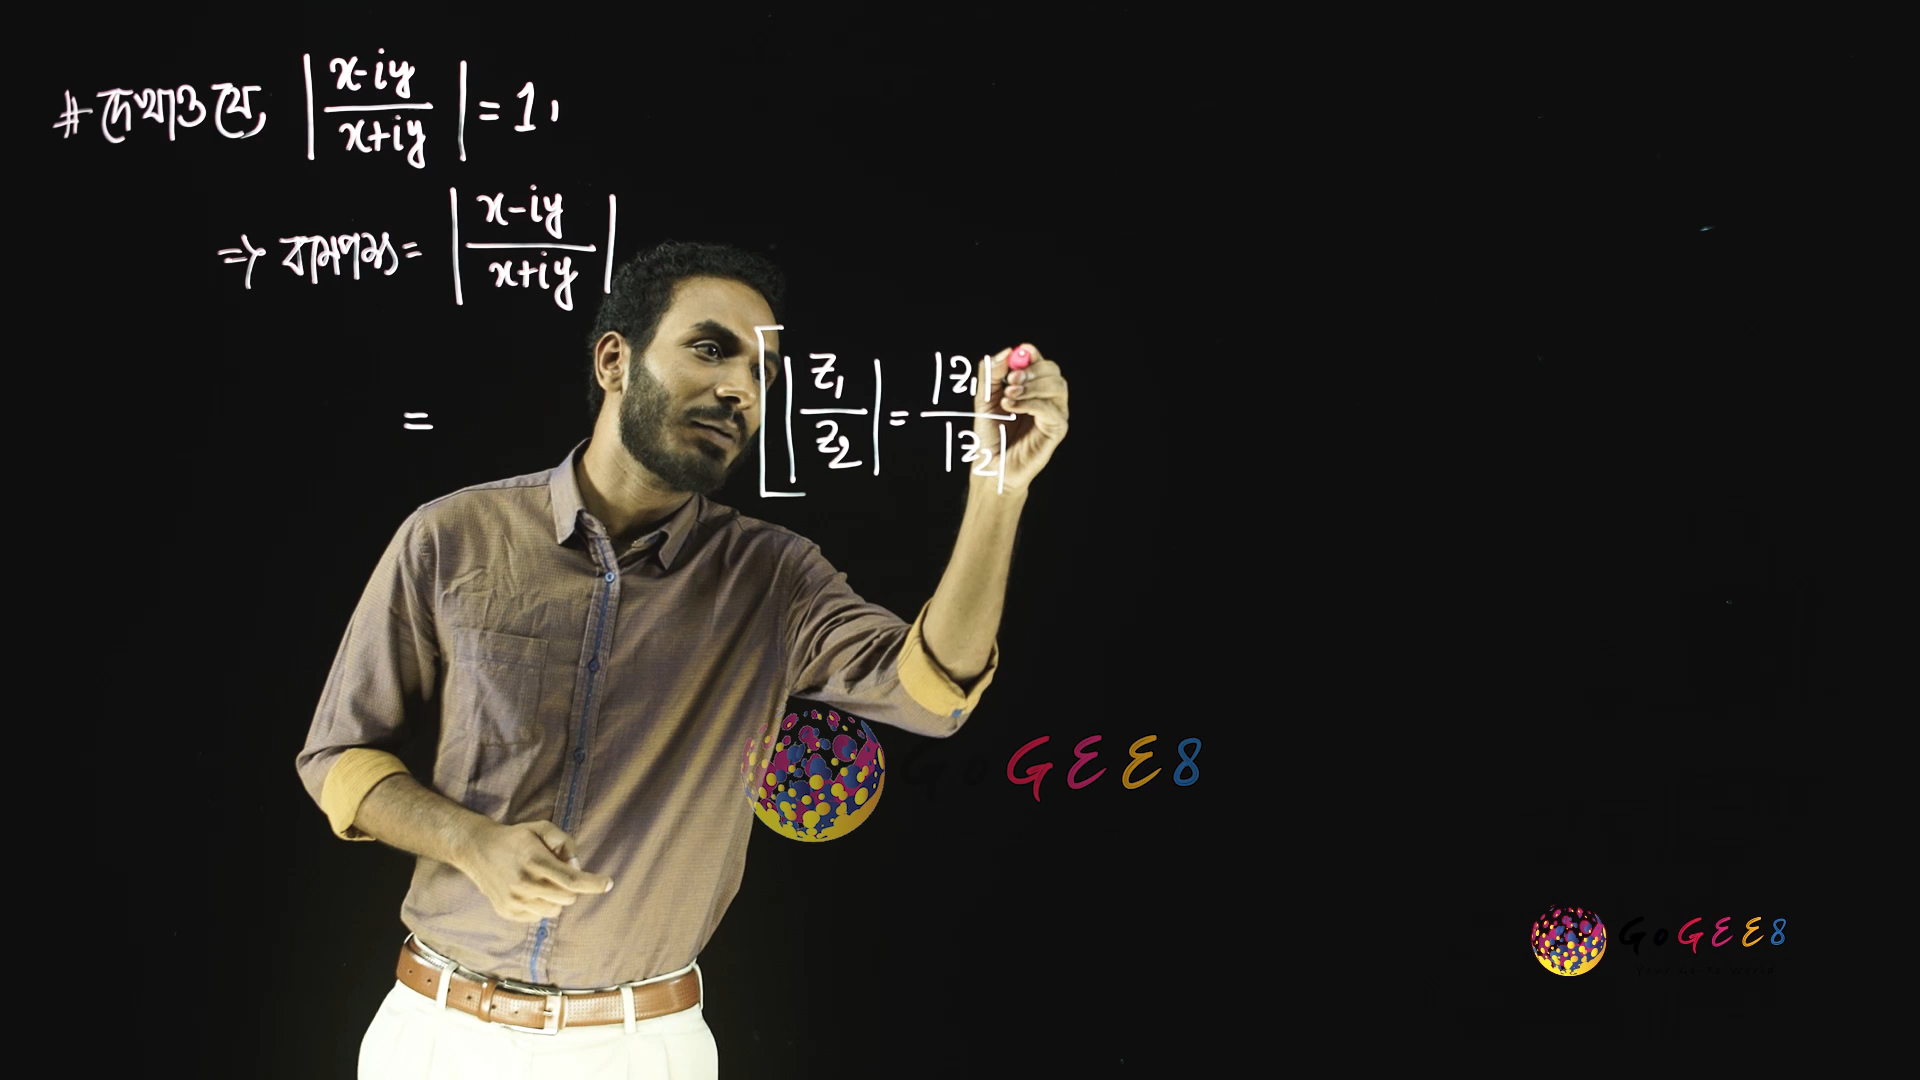 # দেখাও যে, |x-iy / x+iy| = 1,
⇒ বামপক্ষ = |x-iy / x+iy|
= [|z₁/z₂| = |z₁|/|z₂|
GoGEE8
GoGEE8